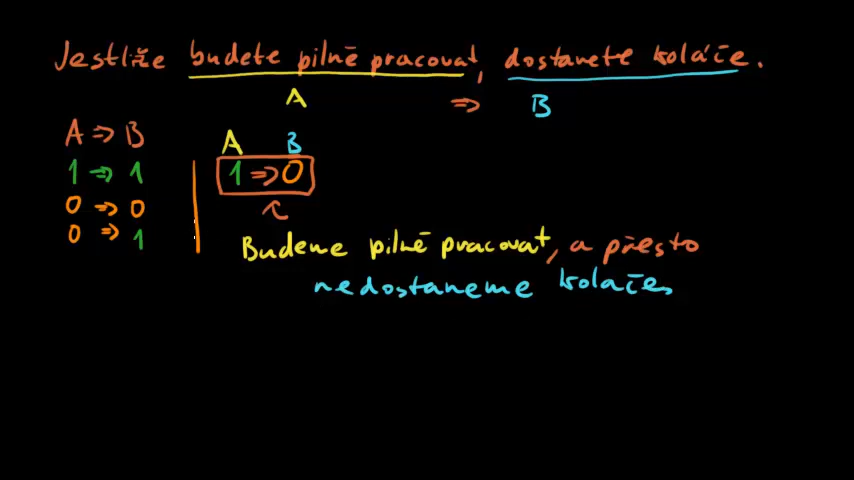 Jestliže budete pilně pracovat, dostanete koláče.
A ⇒ B
A ⇒ B
A B
1 ⇒ 1
1 ⇒ 0
0 ⇒ 0
0 ⇒ 1
Budeme pilně pracovat, a přesto
nedostaneme koláčes